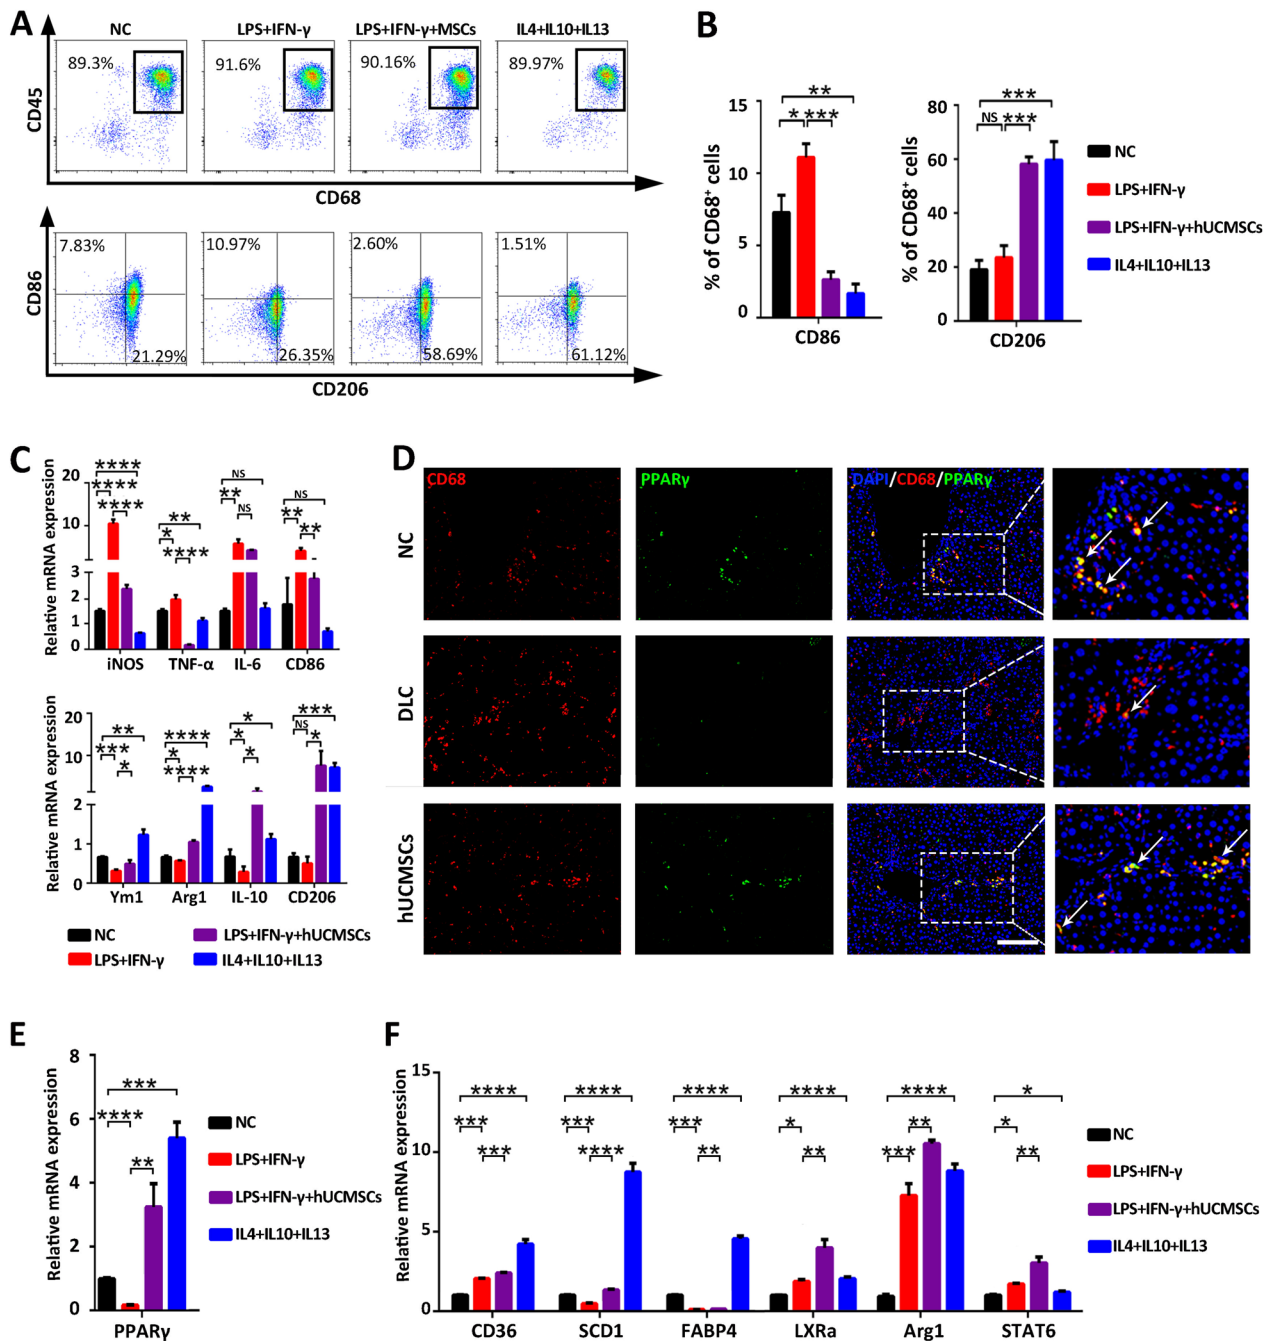 A
NC LPS+IFN-γ LPS+IFN-γ+MSCs IL4+IL10+IL13
89.3% 91.6% 90.16% 89.97%
CD45
CD68
7.83% 10.97% 2.60% 1.51%
CD86
21.29% 26.35% 58.69% 61.12%
CD206
B
% of CD68+ cells
15
10
5
0
** * ***
CD86
% of CD68+ cells
80
60
40
20
0
*** NS ***
CD206
NC
LPS+IFN-γ
LPS+IFN-γ+hUCMSCs
IL4+IL10+IL13
C
Relative mRNA expression
20
10
3
2
1
0
**** **** ****
** * ****
NS ** NS
NS ** **
iNOS TNF-α IL-6 CD86
Relative mRNA expression
20
10
2
1
0
** *** *
**** * ****
* * *
*** NS *
Ym1 Arg1 IL-10 CD206
NC LPS+IFN-γ+hUCMSCs
LPS+IFN-γ IL4+IL10+IL13
D
CD68 PPARγ DAPI/CD68/PPARγ
NC
DLC
hUCMSCs
E
Relative mRNA expression
8
6
4
2
0
***
****
**
PPARγ
NC
LPS+IFN-γ
LPS+IFN-γ+hUCMSCs
IL4+IL10+IL13
F
Relative mRNA expression
15
10
5
0
**** **** **** **** **** *
*** *** *** * ** *
*** **** ** ** *** **
CD36 SCD1 FABP4 LXRa Arg1 STAT6
NC
LPS+IFN-γ
LPS+IFN-γ+hUCMSCs
IL4+IL10+IL13